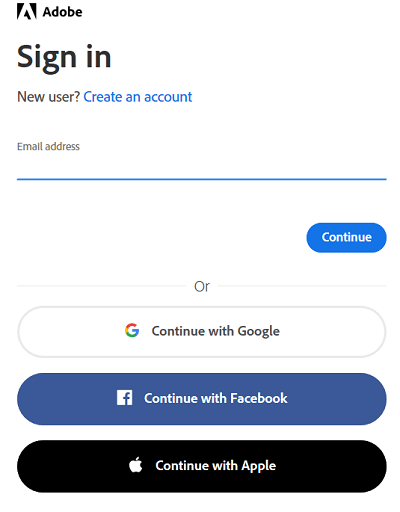 Adobe
Sign in
New user? Create an account
Email address
Continue
Or
Continue with Google
Continue with Facebook
Continue with Apple